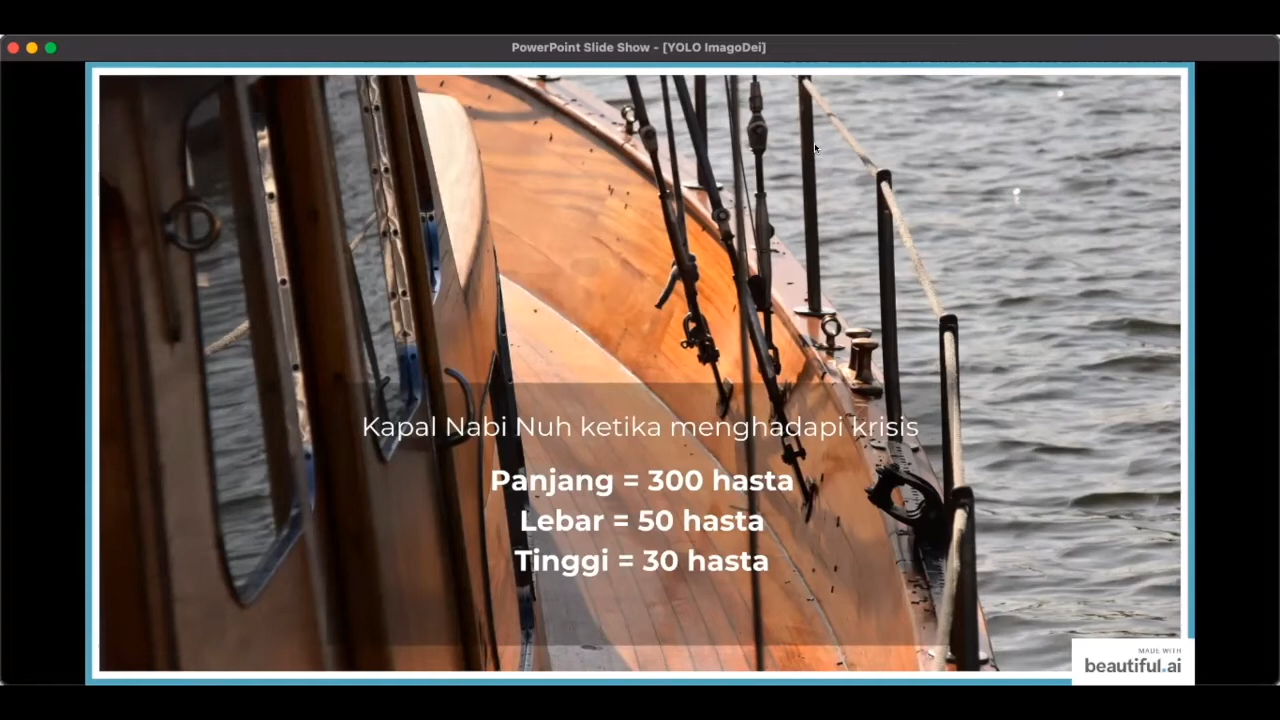 PowerPoint Slide Show - [YOLO ImagoDei]
Kapal Nabi Nuh ketika menghadapi krisis
Panjang = 300 hasta
Lebar = 50 hasta
Tinggi = 30 hasta
MADE WITH
beautiful.ai